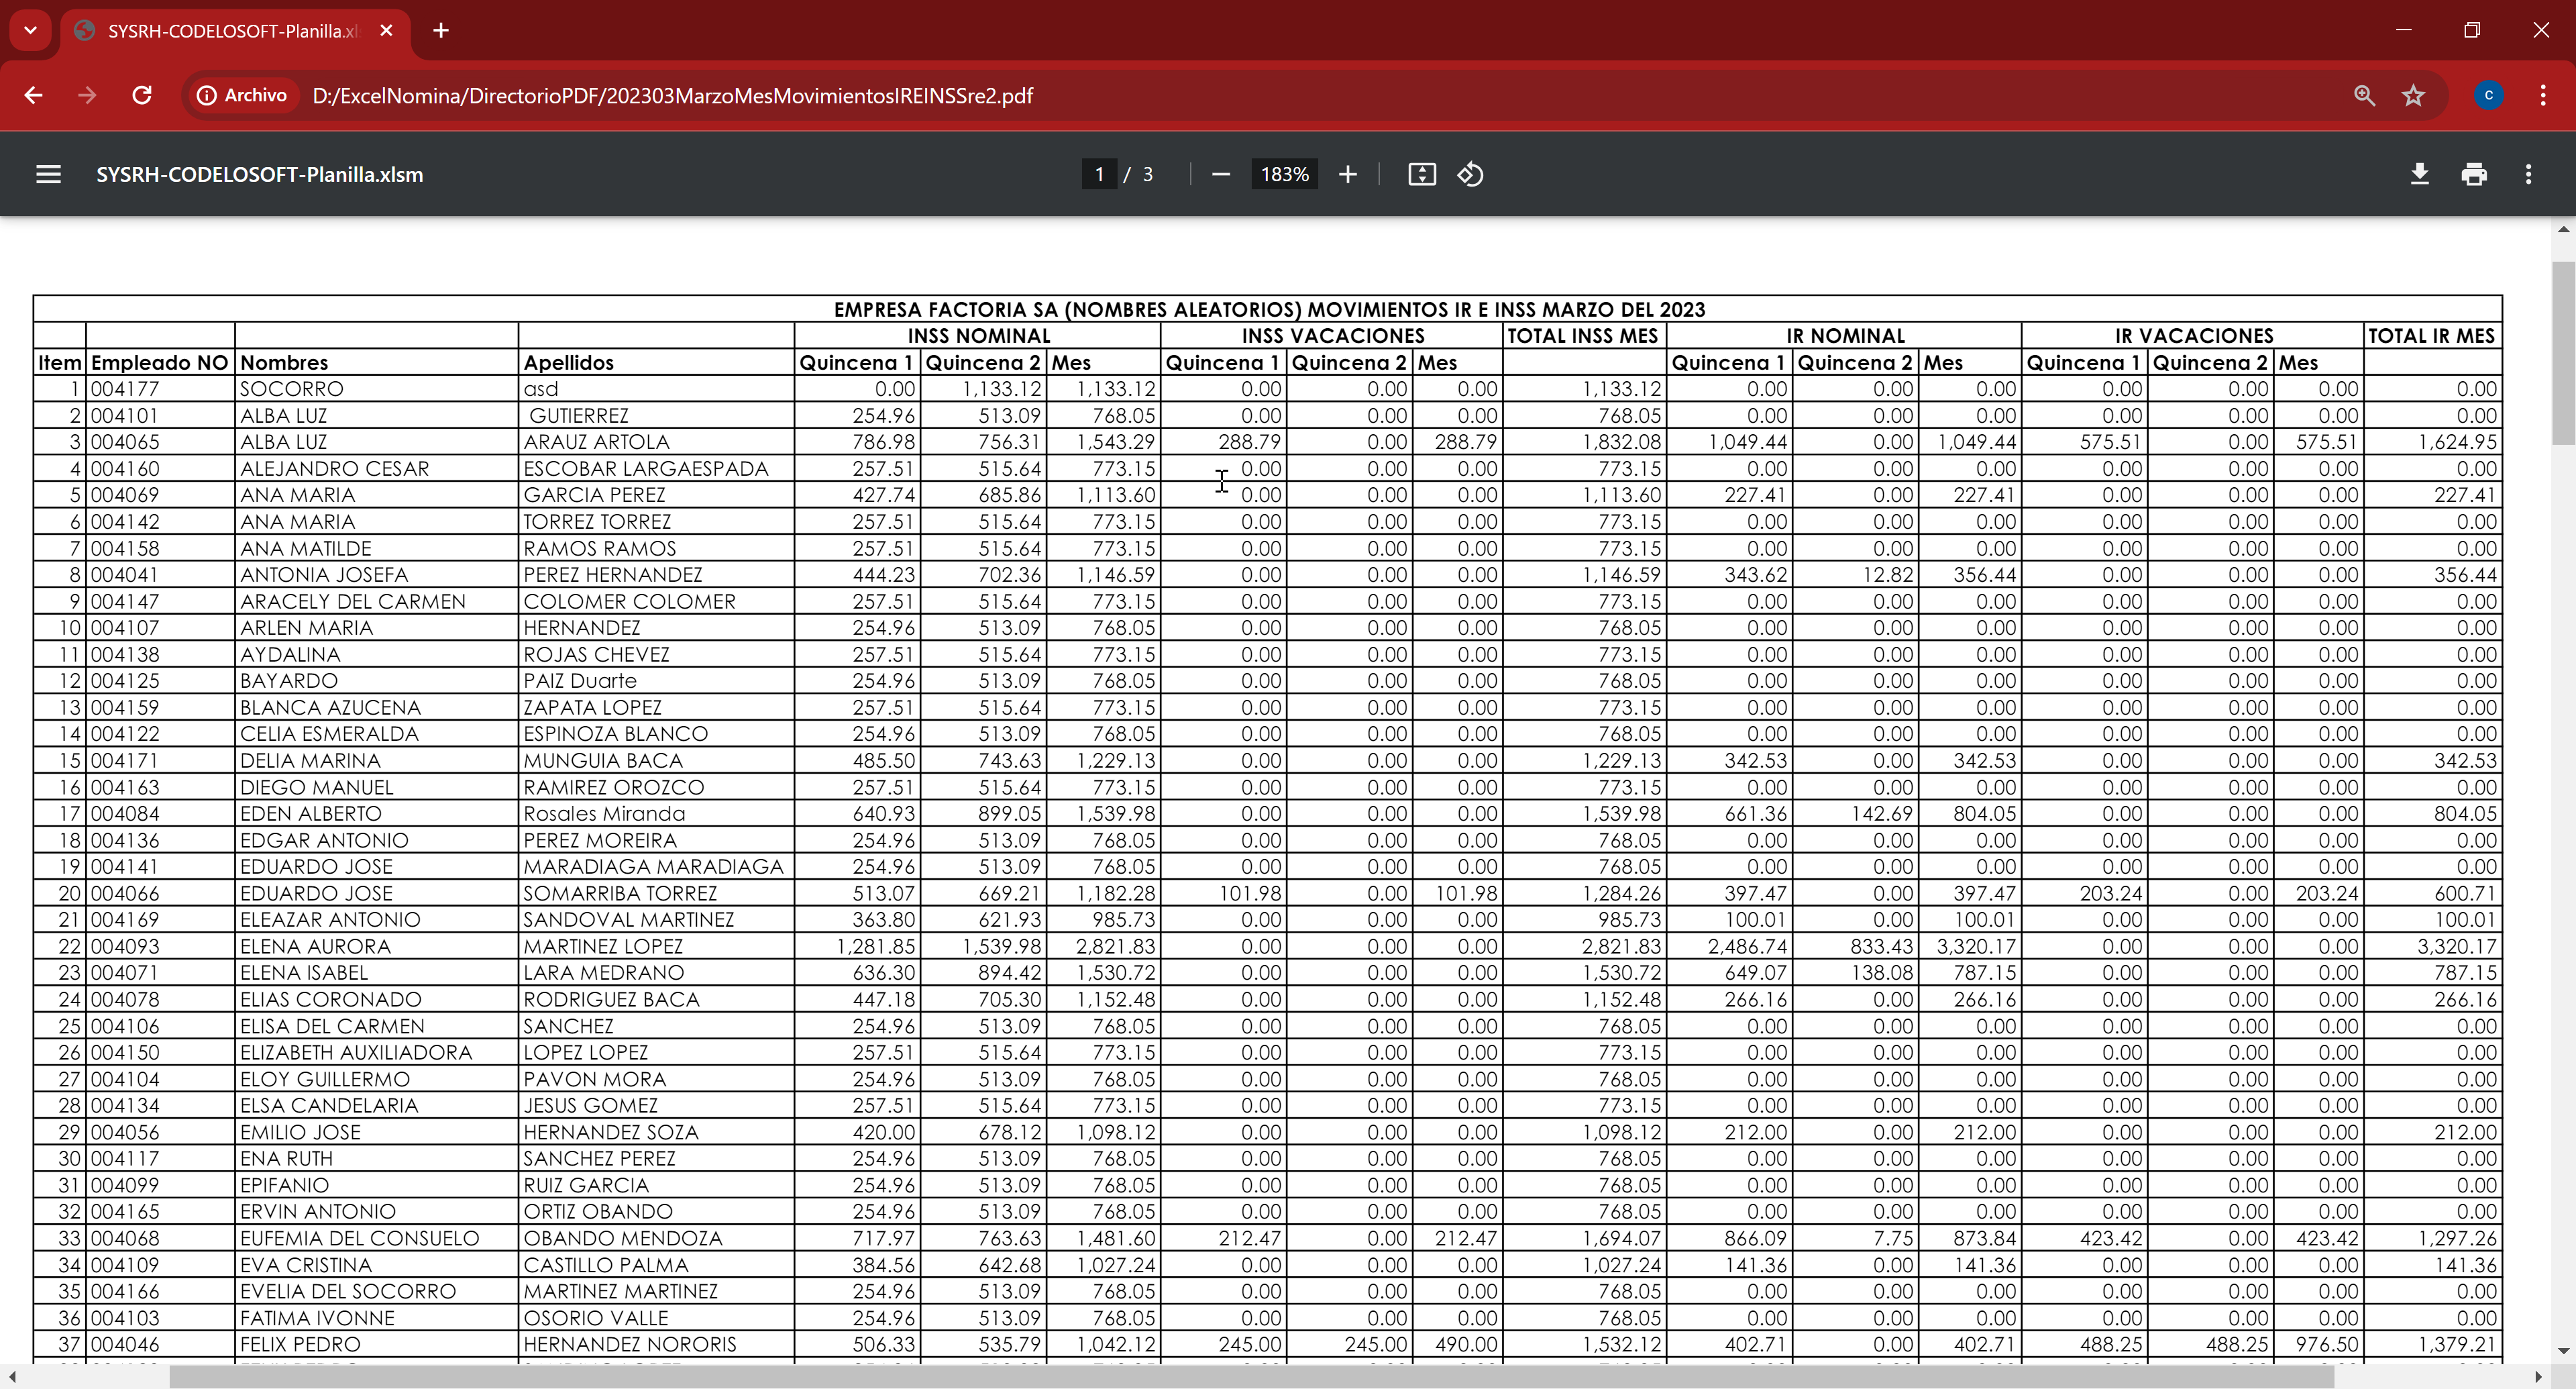 SYSRH-CODELOSOFT-Planilla.xl
Archivo D:/ExcelNomina/DirectorioPDF/202303MarzoMesMovimientosIREINSSre2.pdf C
SYSRH-CODELOSOFT-Planilla.xlsm 1 / 3 183%
EMPRESA FACTORIA SA (NOMBRES ALEATORIOS) MOVIMIENTOS IR E INSS MARZO DEL 2023
INSS NOMINAL INSS VACACIONES TOTAL INSS MES IR NOMINAL IR VACACIONES TOTAL IR MES
Item Empleado NO Nombres Apellidos Quincena 1 Quincena 2 Mes Quincena 1 Quincena 2 Mes Quincena 1 Quincena 2 Mes Quincena 1 Quincena 2 Mes
1 004177 SOCORRO asd 0.00 1,133.12 1,133.12 0.00 0.00 0.00 1,133.12 0.00 0.00 0.00 0.00 0.00 0.00 0.00
2 004101 ALBA LUZ GUTIERREZ 254.96 513.09 768.05 0.00 0.00 0.00 768.05 0.00 0.00 0.00 0.00 0.00 0.00 0.00
3 004065 ALBA LUZ ARAUZ ARTOLA 786.98 756.31 1,543.29 288.79 0.00 288.79 1,832.08 1,049.44 0.00 1,049.44 575.51 0.00 575.51 1,624.95
4 004160 ALEJANDRO CESAR ESCOBAR LARGAESPADA 257.51 515.64 773.15 0.00 0.00 0.00 773.15 0.00 0.00 0.00 0.00 0.00 0.00 0.00
5 004069 ANA MARIA GARCIA PEREZ 427.74 685.86 1,113.60 0.00 0.00 0.00 1,113.60 227.41 0.00 227.41 0.00 0.00 0.00 227.41
6 004142 ANA MARIA TORREZ TORREZ 257.51 515.64 773.15 0.00 0.00 0.00 773.15 0.00 0.00 0.00 0.00 0.00 0.00 0.00
7 004158 ANA MATILDE RAMOS RAMOS 257.51 515.64 773.15 0.00 0.00 0.00 773.15 0.00 0.00 0.00 0.00 0.00 0.00 0.00
8 004041 ANTONIA JOSEFA PEREZ HERNANDEZ 444.23 702.36 1,146.59 0.00 0.00 0.00 1,146.59 343.62 12.82 356.44 0.00 0.00 0.00 356.44
9 004147 ARACELY DEL CARMEN COLOMER COLOMER 257.51 515.64 773.15 0.00 0.00 0.00 773.15 0.00 0.00 0.00 0.00 0.00 0.00 0.00
10 004107 ARLEN MARIA HERNANDEZ 254.96 513.09 768.05 0.00 0.00 0.00 768.05 0.00 0.00 0.00 0.00 0.00 0.00 0.00
11 004138 AYDALINA ROJAS CHEVEZ 257.51 515.64 773.15 0.00 0.00 0.00 773.15 0.00 0.00 0.00 0.00 0.00 0.00 0.00
12 004125 BAYARDO PAIZ Duarte 254.96 513.09 768.05 0.00 0.00 0.00 768.05 0.00 0.00 0.00 0.00 0.00 0.00 0.00
13 004159 BLANCA AZUCENA ZAPATA LOPEZ 257.51 515.64 773.15 0.00 0.00 0.00 773.15 0.00 0.00 0.00 0.00 0.00 0.00 0.00
14 004122 CELIA ESMERALDA ESPINOZA BLANCO 254.96 513.09 768.05 0.00 0.00 0.00 768.05 0.00 0.00 0.00 0.00 0.00 0.00 0.00
15 004171 DELIA MARINA MUNGUIA BACA 485.50 743.63 1,229.13 0.00 0.00 0.00 1,229.13 342.53 0.00 342.53 0.00 0.00 0.00 342.53
16 004163 DIEGO MANUEL RAMIREZ OROZCO 257.51 515.64 773.15 0.00 0.00 0.00 773.15 0.00 0.00 0.00 0.00 0.00 0.00 0.00
17 004084 EDEN ALBERTO Rosales Miranda 640.93 899.05 1,539.98 0.00 0.00 0.00 1,539.98 661.36 142.69 804.05 0.00 0.00 0.00 804.05
18 004136 EDGAR ANTONIO PEREZ MOREIRA 254.96 513.09 768.05 0.00 0.00 0.00 768.05 0.00 0.00 0.00 0.00 0.00 0.00 0.00
19 004141 EDUARDO JOSE MARADIAGA MARADIAGA 254.96 513.09 768.05 0.00 0.00 0.00 768.05 0.00 0.00 0.00 0.00 0.00 0.00 0.00
20 004066 EDUARDO JOSE SOMARRIBA TORREZ 513.07 669.21 1,182.28 101.98 0.00 101.98 1,284.26 397.47 0.00 397.47 203.24 0.00 203.24 600.71
21 004169 ELEAZAR ANTONIO SANDOVAL MARTINEZ 363.80 621.93 985.73 0.00 0.00 0.00 985.73 100.01 0.00 100.01 0.00 0.00 0.00 100.01
22 004093 ELENA AURORA MARTINEZ LOPEZ 1,281.85 1,539.98 2,821.83 0.00 0.00 0.00 2,821.83 2,486.74 833.43 3,320.17 0.00 0.00 0.00 3,320.17
23 004071 ELENA ISABEL LARA MEDRANO 636.30 894.42 1,530.72 0.00 0.00 0.00 1,530.72 649.07 138.08 787.15 0.00 0.00 0.00 787.15
24 004078 ELIAS CORONADO RODRIGUEZ BACA 447.18 705.30 1,152.48 0.00 0.00 0.00 1,152.48 266.16 0.00 266.16 0.00 0.00 0.00 266.16
25 004106 ELISA DEL CARMEN SANCHEZ 254.96 513.09 768.05 0.00 0.00 0.00 768.05 0.00 0.00 0.00 0.00 0.00 0.00 0.00
26 004150 ELIZABETH AUXILIADORA LOPEZ LOPEZ 257.51 515.64 773.15 0.00 0.00 0.00 773.15 0.00 0.00 0.00 0.00 0.00 0.00 0.00
27 004104 ELOY GUILLERMO PAVON MORA 254.96 513.09 768.05 0.00 0.00 0.00 768.05 0.00 0.00 0.00 0.00 0.00 0.00 0.00
28 004134 ELSA CANDELARIA JESUS GOMEZ 257.51 515.64 773.15 0.00 0.00 0.00 773.15 0.00 0.00 0.00 0.00 0.00 0.00 0.00
29 004056 EMILIO JOSE HERNANDEZ SOZA 420.00 678.12 1,098.12 0.00 0.00 0.00 1,098.12 212.00 0.00 212.00 0.00 0.00 0.00 212.00
30 004117 ENA RUTH SANCHEZ PEREZ 254.96 513.09 768.05 0.00 0.00 0.00 768.05 0.00 0.00 0.00 0.00 0.00 0.00 0.00
31 004099 EPIFANIO RUIZ GARCIA 254.96 513.09 768.05 0.00 0.00 0.00 768.05 0.00 0.00 0.00 0.00 0.00 0.00 0.00
32 004165 ERVIN ANTONIO ORTIZ OBANDO 254.96 513.09 768.05 0.00 0.00 0.00 768.05 0.00 0.00 0.00 0.00 0.00 0.00 0.00
33 004068 EUFEMIA DEL CONSUELO OBANDO MENDOZA 717.97 763.63 1,481.60 212.47 0.00 212.47 1,694.07 866.09 7.75 873.84 423.42 0.00 423.42 1,297.26
34 004109 EVA CRISTINA CASTILLO PALMA 384.56 642.68 1,027.24 0.00 0.00 0.00 1,027.24 141.36 0.00 141.36 0.00 0.00 0.00 141.36
35 004166 EVELIA DEL SOCORRO MARTINEZ MARTINEZ 254.96 513.09 768.05 0.00 0.00 0.00 768.05 0.00 0.00 0.00 0.00 0.00 0.00 0.00
36 004103 FATIMA IVONNE OSORIO VALLE 254.96 513.09 768.05 0.00 0.00 0.00 768.05 0.00 0.00 0.00 0.00 0.00 0.00 0.00
37 004046 FELIX PEDRO HERNANDEZ NORORIS 506.33 535.79 1,042.12 245.00 245.00 490.00 1,532.12 402.71 0.00 402.71 488.25 488.25 976.50 1,379.21